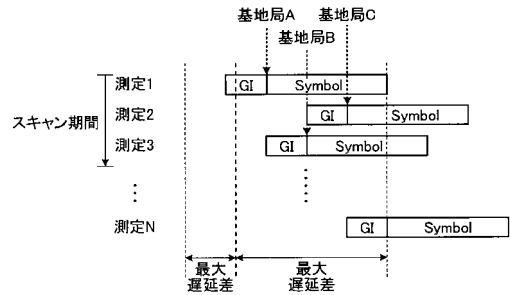 基地局A 基地局C
基地局B
測定1 GI Symbol
測定2 GI Symbol
スキャン期間
測定3 GI Symbol
測定N GI Symbol
最大 最大
遅延差 遅延差